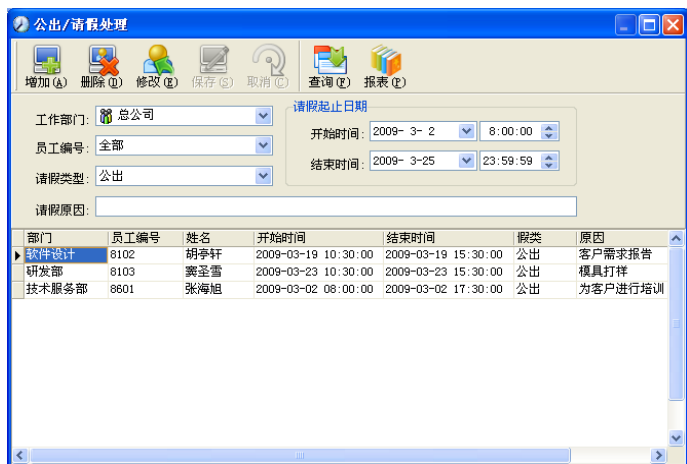 公出/请假处理
增加(A) 删除(D) 修改(E) 保存(S) 取消(C) 查询(F) 报表(P)
工作部门: 总公司
员工编号: 全部
请假类型: 公出
请假起止日期
开始时间: 2009- 3- 2 8:00:00
结束时间: 2009- 3-25 23:59:59
请假原因:
部门 员工编号 姓名 开始时间 结束时间 假类 原因
软件设计 8102 胡亭轩 2009-03-19 10:30:00 2009-03-19 15:30:00 公出 客户需求报告
研发部 8103 窦圣雪 2009-03-23 10:30:00 2009-03-23 15:30:00 公出 模具打样
技术服务部 8601 张海旭 2009-03-02 08:00:00 2009-03-02 17:30:00 公出 为客户进行培训